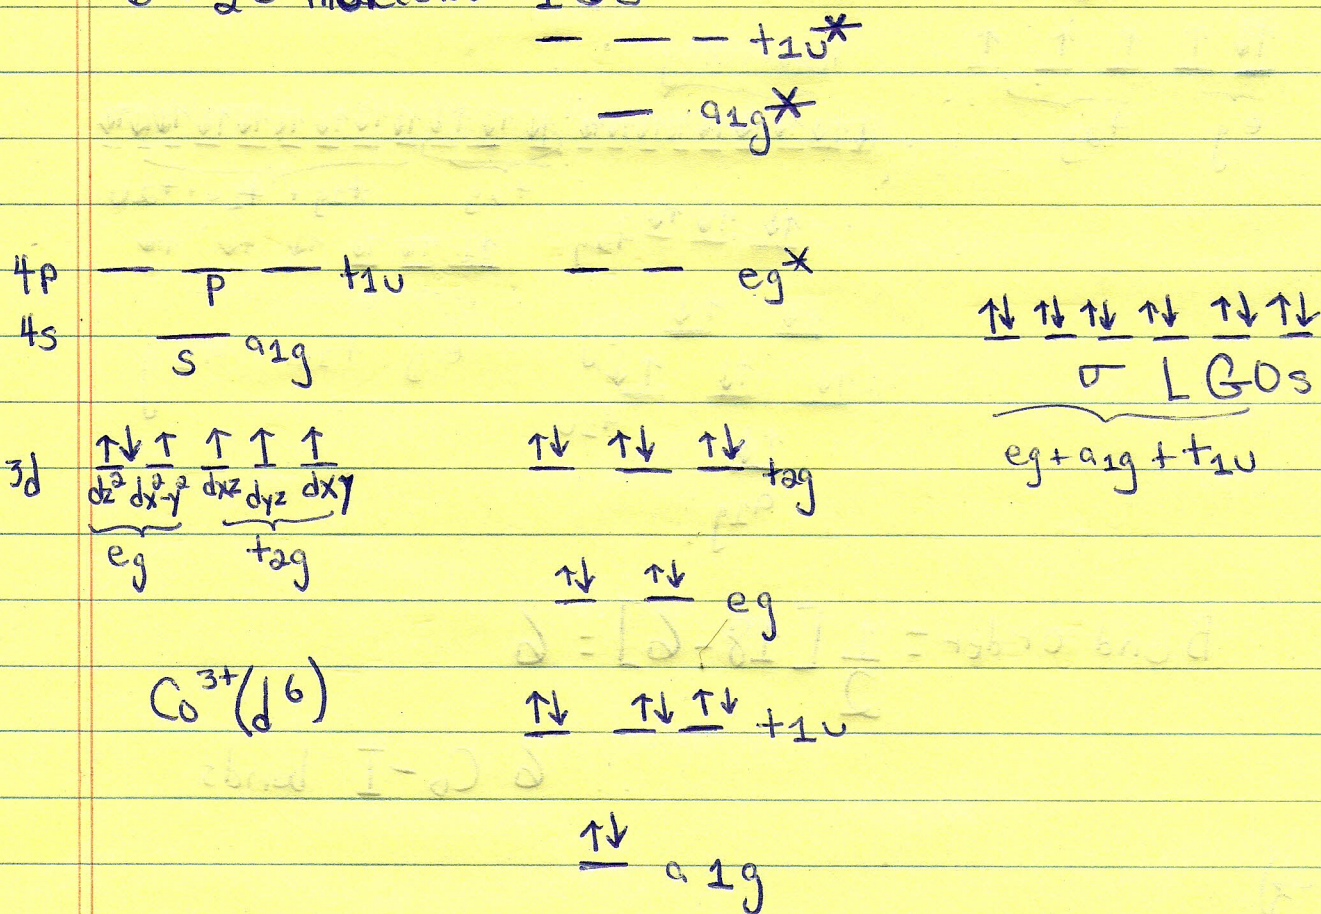 t1u*
a1g*
4p p t1u eg*
4s s a1g
σ LGOs
3d ↑↓ ↑ ↑ ↑ ↑ ↑↓ ↑↓ ↑↓ t2g eg + a1g + t1u
dz² dx²-y² dxz dyz dxy
eg t2g
↑↓ ↑↓ eg
Co³⁺(d⁶) ↑↓ ↑↓ ↑↓ t1u
↑↓ a1g